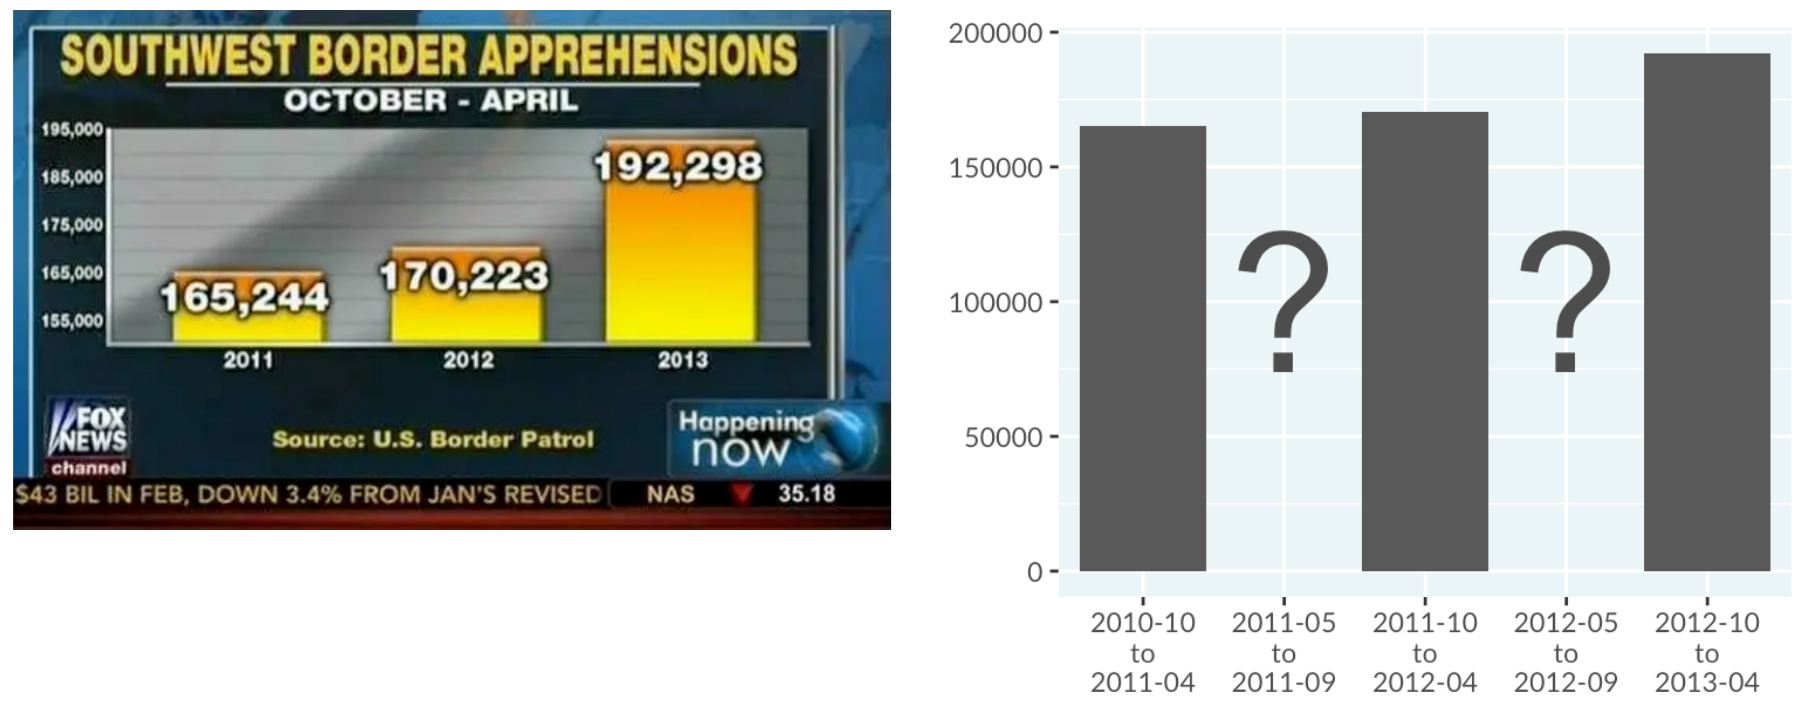 SOUTHWEST BORDER APPREHENSIONS
OCTOBER - APRIL
195,000
185,000
175,000
165,000
155,000
165,244
170,223
192,298
2011
2012
2013
FOX
NEWS
channel
Source: U.S. Border Patrol
Happening
now
$43 BIL IN FEB, DOWN 3.4% FROM JAN'S REVISED
NAS
35.18
200000
150000
100000
50000
0
?
?
2010-10
to
2011-04
2011-05
to
2011-09
2011-10
to
2012-04
2012-05
to
2012-09
2012-10
to
2013-04